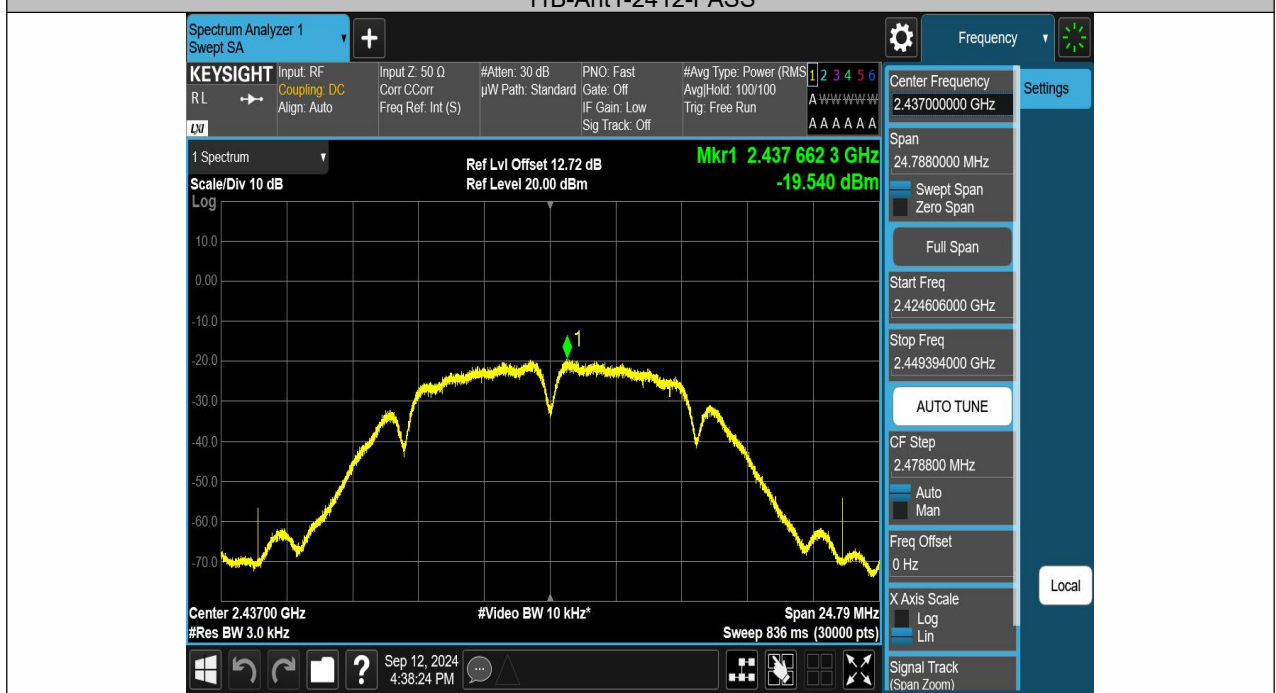 11B-Ant1-2412-PASS
Spectrum Analyzer 1
Swept SA
Frequency
KEYSIGHT
RL
LXI
Input: RF
Coupling: DC
Align: Auto
Input Z: 50 Ω
Corr CCorr
Freq Ref: Int (S)
#Atten: 30 dB
µW Path: Standard
PNO: Fast
Gate: Off
IF Gain: Low
Sig Track: Off
#Avg Type: Power (RMS
Avg|Hold: 100/100
Trig: Free Run
1 2 3 4 5 6
A W W W W W
A A A A A A
1 Spectrum
Scale/Div 10 dB
Log
Ref Lvl Offset 12.72 dB
Ref Level 20.00 dBm
Mkr1 2.437 662 3 GHz
-19.540 dBm
10.0
0.00
-10.0
-20.0
-30.0
-40.0
-50.0
-60.0
-70.0
1
Center 2.43700 GHz
#Res BW 3.0 kHz
#Video BW 10 kHz*
Span 24.79 MHz
Sweep 836 ms (30000 pts)
Sep 12, 2024
4:38:24 PM
Center Frequency
2.437000000 GHz
Settings
Span
24.7880000 MHz
Swept Span
Zero Span
Full Span
Start Freq
2.424606000 GHz
Stop Freq
2.449394000 GHz
AUTO TUNE
CF Step
2.478800 MHz
Auto
Man
Freq Offset
0 Hz
Local
X Axis Scale
Log
Lin
Signal Track
(Span Zoom)